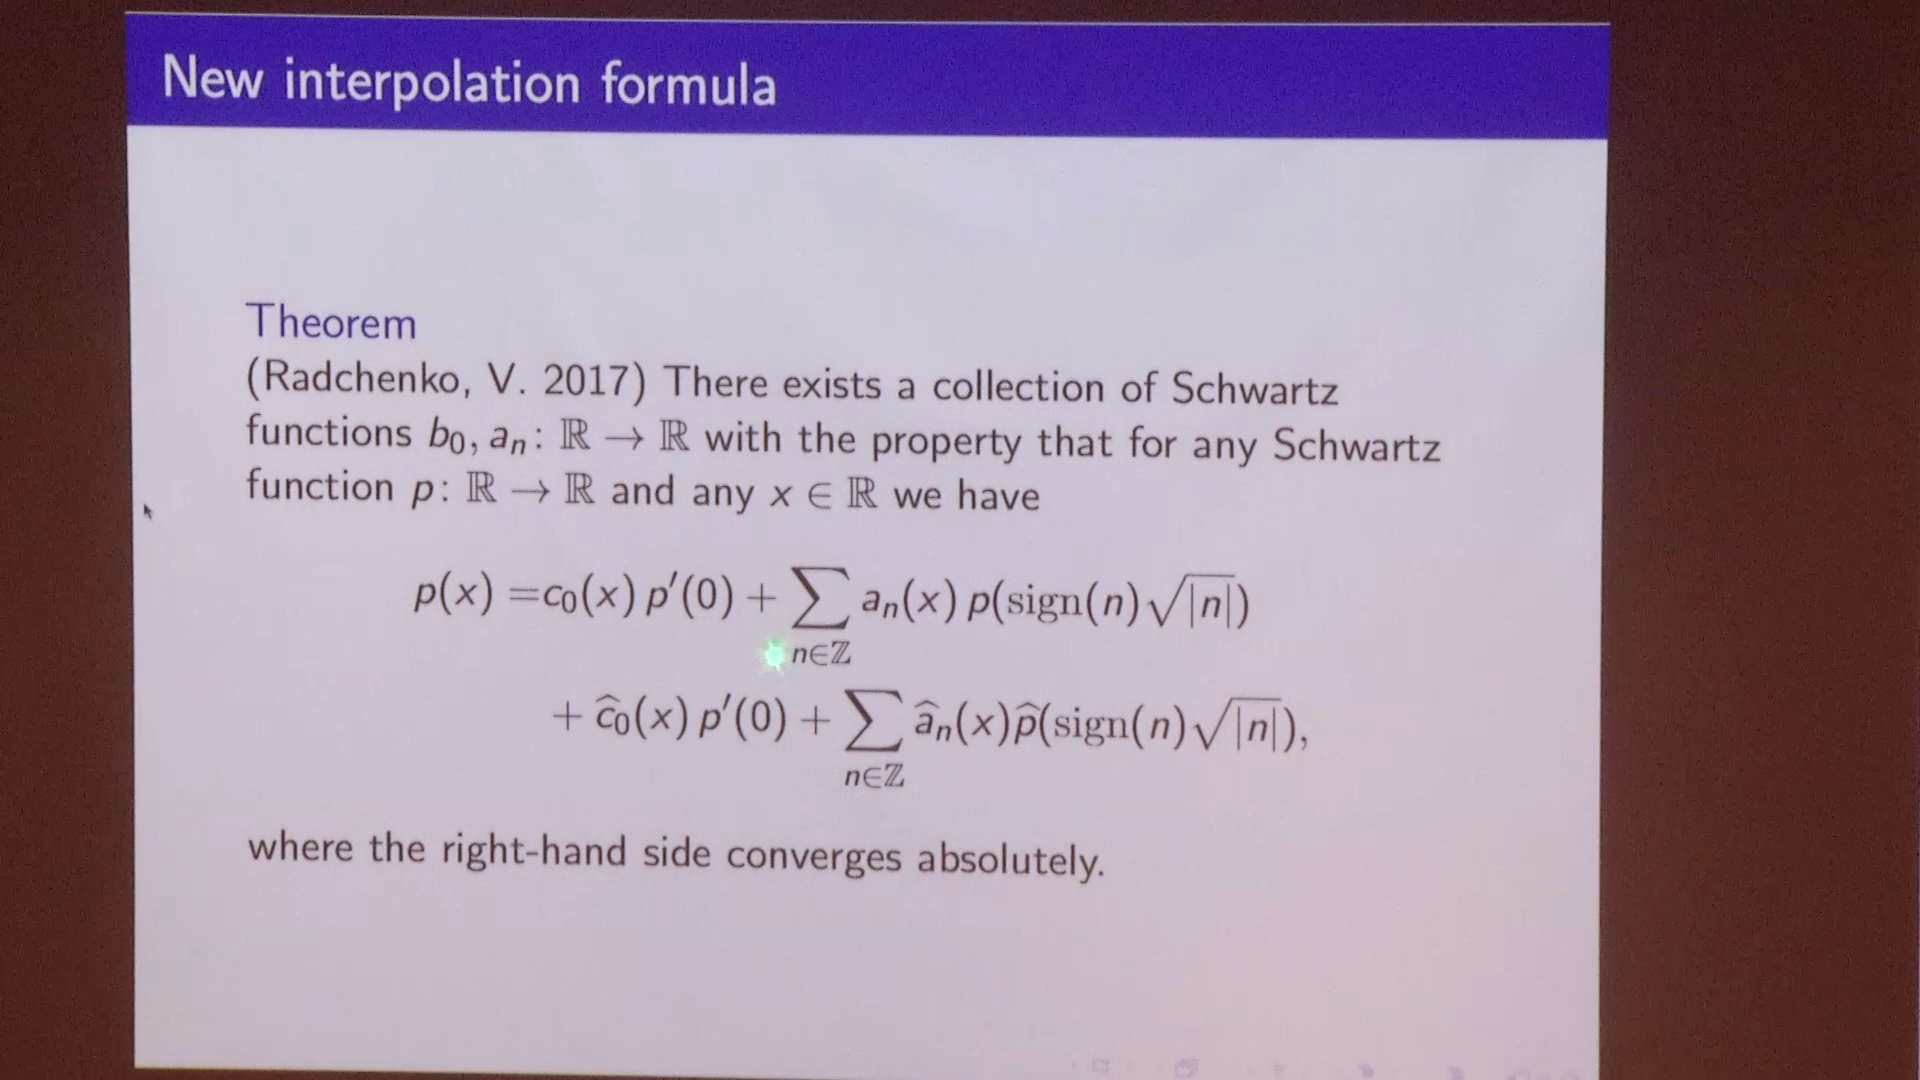 New interpolation formula
Theorem
(Radchenko, V. 2017) There exists a collection of Schwartz
functions b₀, aₙ: ℝ → ℝ with the property that for any Schwartz
function p: ℝ → ℝ and any x ∈ ℝ we have
p(x) =c₀(x) p′(0) + ∑ aₙ(x) p(sign(n)√|n|)
n∈ℤ
+ ĉ₀(x) p′(0) + ∑ âₙ(x)p̂(sign(n)√|n|),
n∈ℤ
where the right-hand side converges absolutely.